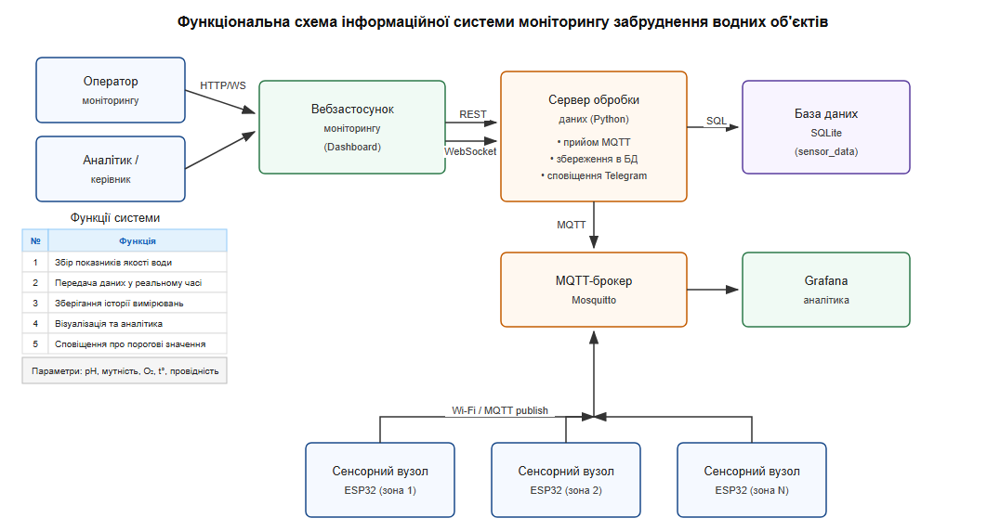 Функціональна схема інформаційної системи моніторингу забруднення водних об'єктів
Оператор
моніторингу
HTTP/WS
Аналітик /
керівник
Вебзастосунок
моніторингу
(Dashboard)
REST
WebSocket
Сервер обробки
даних (Python)
• прийом MQTT
• збереження в БД
• сповіщення Telegram
SQL
База даних
SQLite
(sensor_data)
Функції системи
№ Функція
1 Збір показників якості води
2 Передача даних у реальному часі
3 Зберігання історії вимірювань
4 Візуалізація та аналітика
5 Сповіщення про порогові значення
Параметри: pH, мутність, O₂, t°, провідність
MQTT
MQTT-брокер
Mosquitto
Grafana
аналітика
Wi-Fi / MQTT publish
Сенсорний вузол
ESP32 (зона 1)
Сенсорний вузол
ESP32 (зона 2)
Сенсорний вузол
ESP32 (зона N)